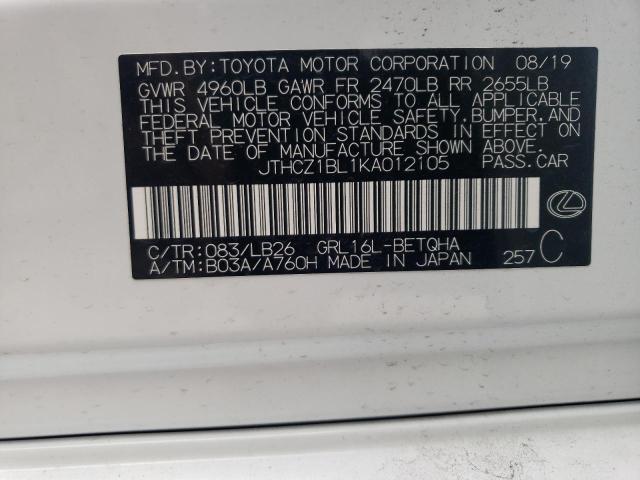 MFD.BY:TOYOTA MOTOR CORPORATION 08/19
GVWR 4960LB GAWR FR 2470LB RR 2655LB
THIS VEHICLE CONFORMS TO ALL APPLICABLE
FEDERAL MOTOR VEHICLE SAFETY,BUMPER,AND
THEFT PREVENTION STANDARDS IN EFFECT ON
THE DATE OF MANUFACTURE SHOWN ABOVE.
JTHCZ1BL1KA012105 PASS.CAR
C/TR:083/LB26 GRL16L-BETQHA
A/TM:B03A/A760H MADE IN JAPAN 257 C